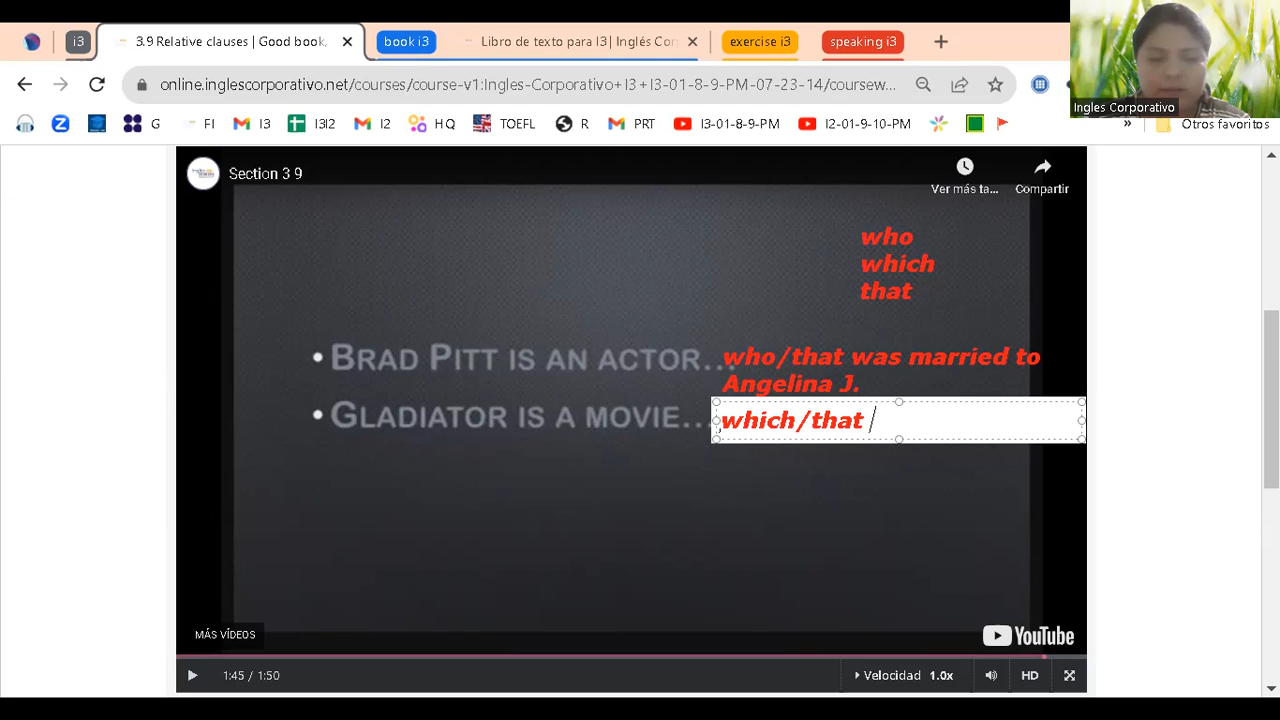 i3
3.9 Relative clauses | Good book,
book i3
Libro de texto para I3 | Inglés Cor
exercise i3
speaking i3
online.inglescorporativo.net/courses/course-v1:Ingles-Corporativo+I3+I3-01-8-9-PM-07-23-14/coursew...
Ingles Corporativo
G
FI
I3
I3I2
I2
HQ
TOEFL
R
PRT
I3-01-8-9-PM
I2-01-9-10-PM
»
Otros favoritos
Section 3 9
Ver más ta...
Compartir
who
which
that
• BRAD PITT IS AN ACTOR... who/that was married to
Angelina J.
• GLADIATOR IS A MOVIE... which/that
MÁS VÍDEOS
YouTube
1:45 / 1:50
Velocidad 1.0x
HD